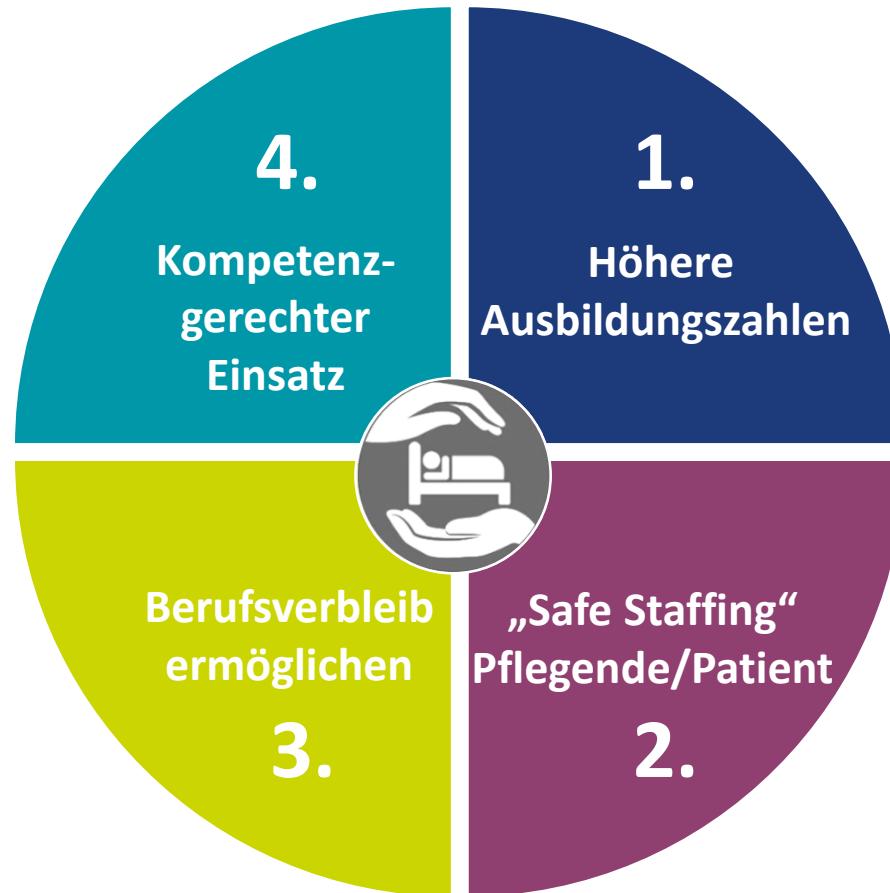 4.
Kompetenz-
gerechter
Einsatz
1.
Höhere
Ausbildungszahlen
Berufsverbleib
ermöglichen
3.
„Safe Staffing“
Pflegende/Patient
2.